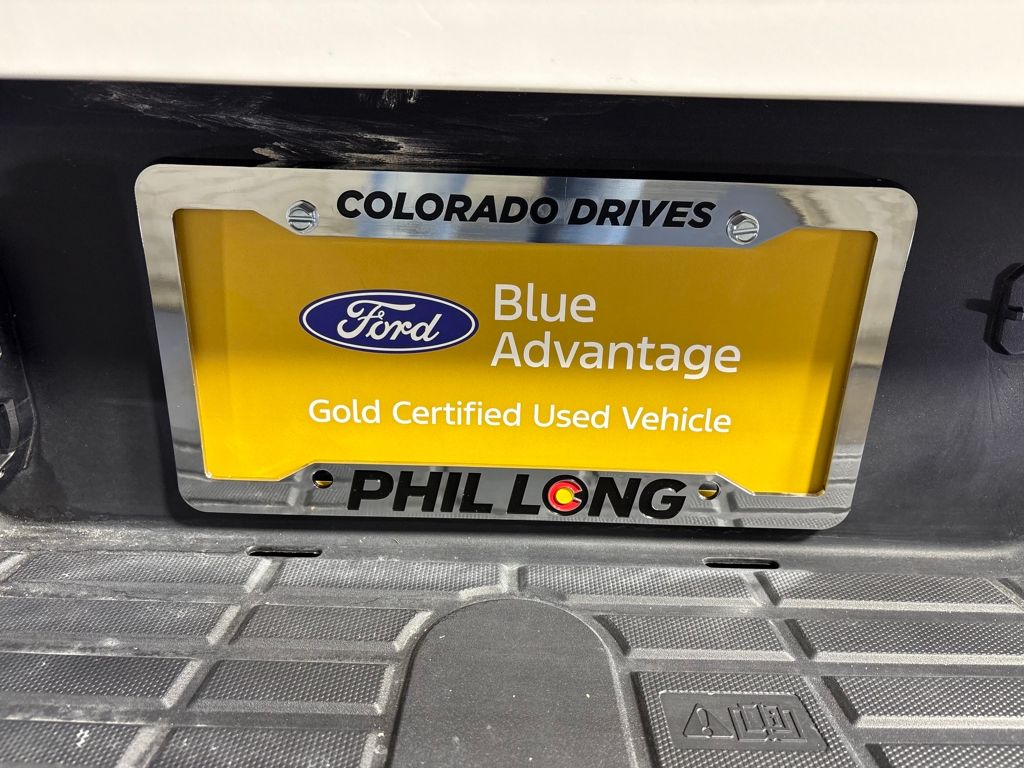 COLORADO DRIVES
Ford
Blue
Advantage
Gold Certified Used Vehicle
PHIL LONG